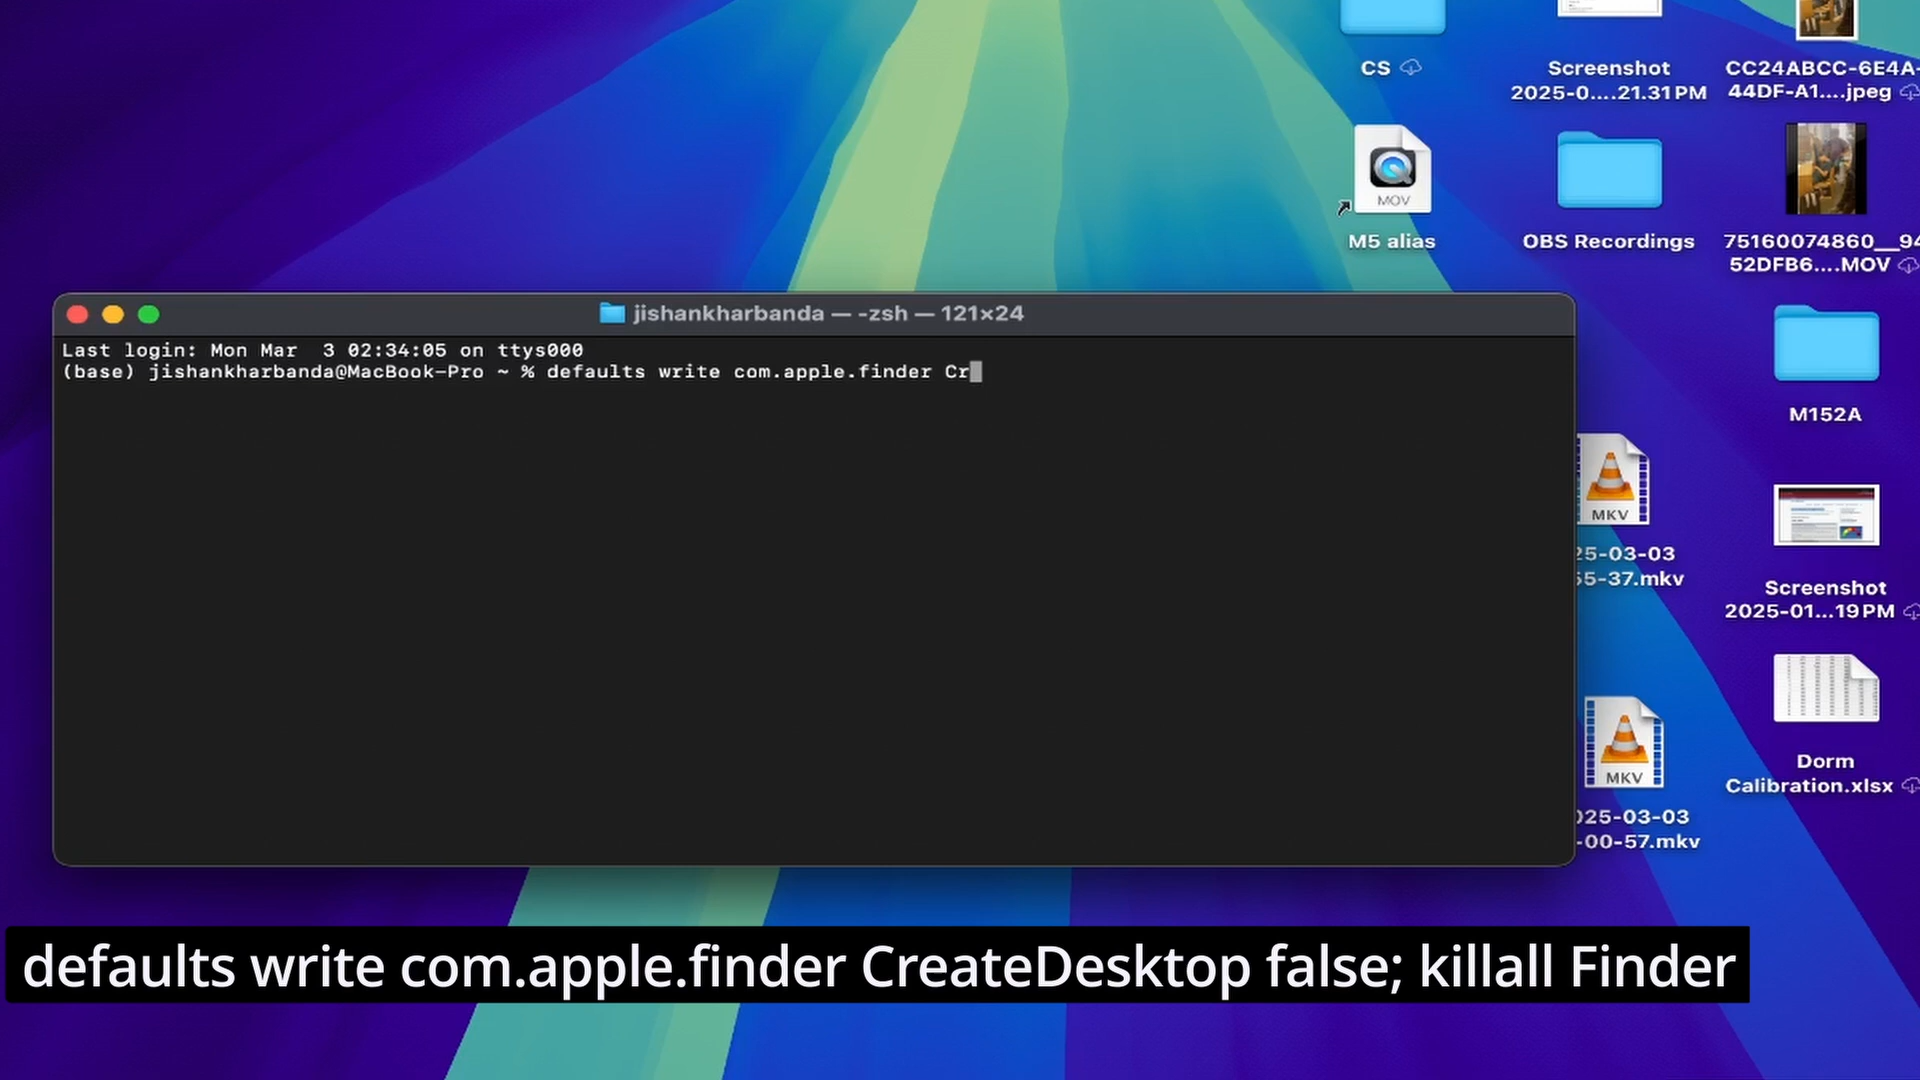 CS
Screenshot
2025-0....21.31 PM
CC24ABCC-6E4A-
44DF-A1....jpeg
MOV
M5 alias
OBS Recordings
75160074860__94
52DFB6....MOV
jishankharbanda — -zsh — 121×24
Last login: Mon Mar  3 02:34:05 on ttys000
(base) jishankharbanda@MacBook-Pro ~ % defaults write com.apple.finder Cr
M152A
MKV
25-03-03
55-37.mkv
Screenshot
2025-01...19 PM
MKV
025-03-03
-00-57.mkv
Dorm
Calibration.xlsx
defaults write com.apple.finder CreateDesktop false; killall Finder